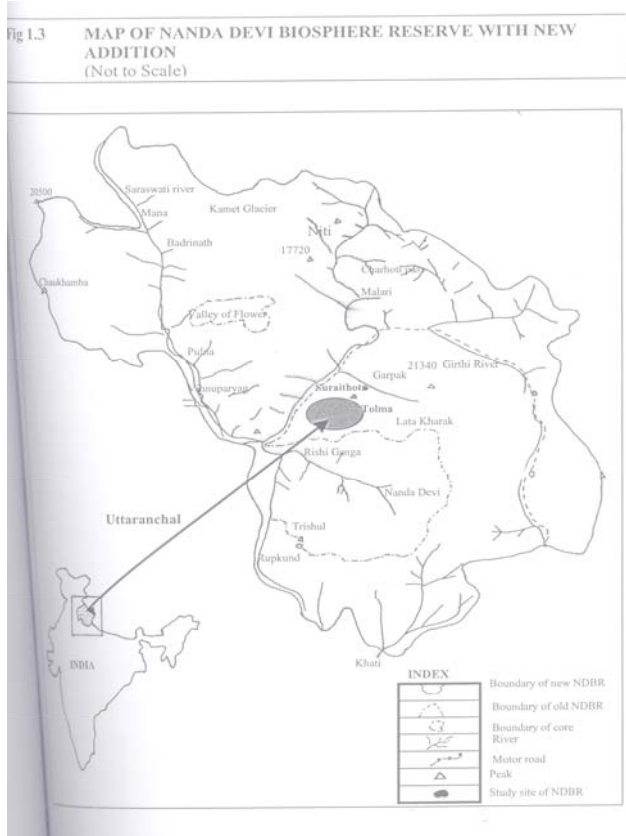 Fig 1.3 MAP OF NANDA DEVI BIOSPHERE RESERVE WITH NEW
ADDITION
(Not to Scale)
20500
Saraswati river
Mana
Kamet Glacier
Niti
Badrinath
17720
Chaukhamba
Malari
Valley of Flower
Pulna
21340 Girthi River
Garpak
Suraithota
Tolma
Lata Kharak
Rishi Ganga
Nanda Devi
Uttaranchal
Trishul
Rupkund
INDIA
Khati
INDEX
Boundary of new NDBR
Boundary of old NDBR
Boundary of core
River
Motor road
Peak
Study site of NDBR